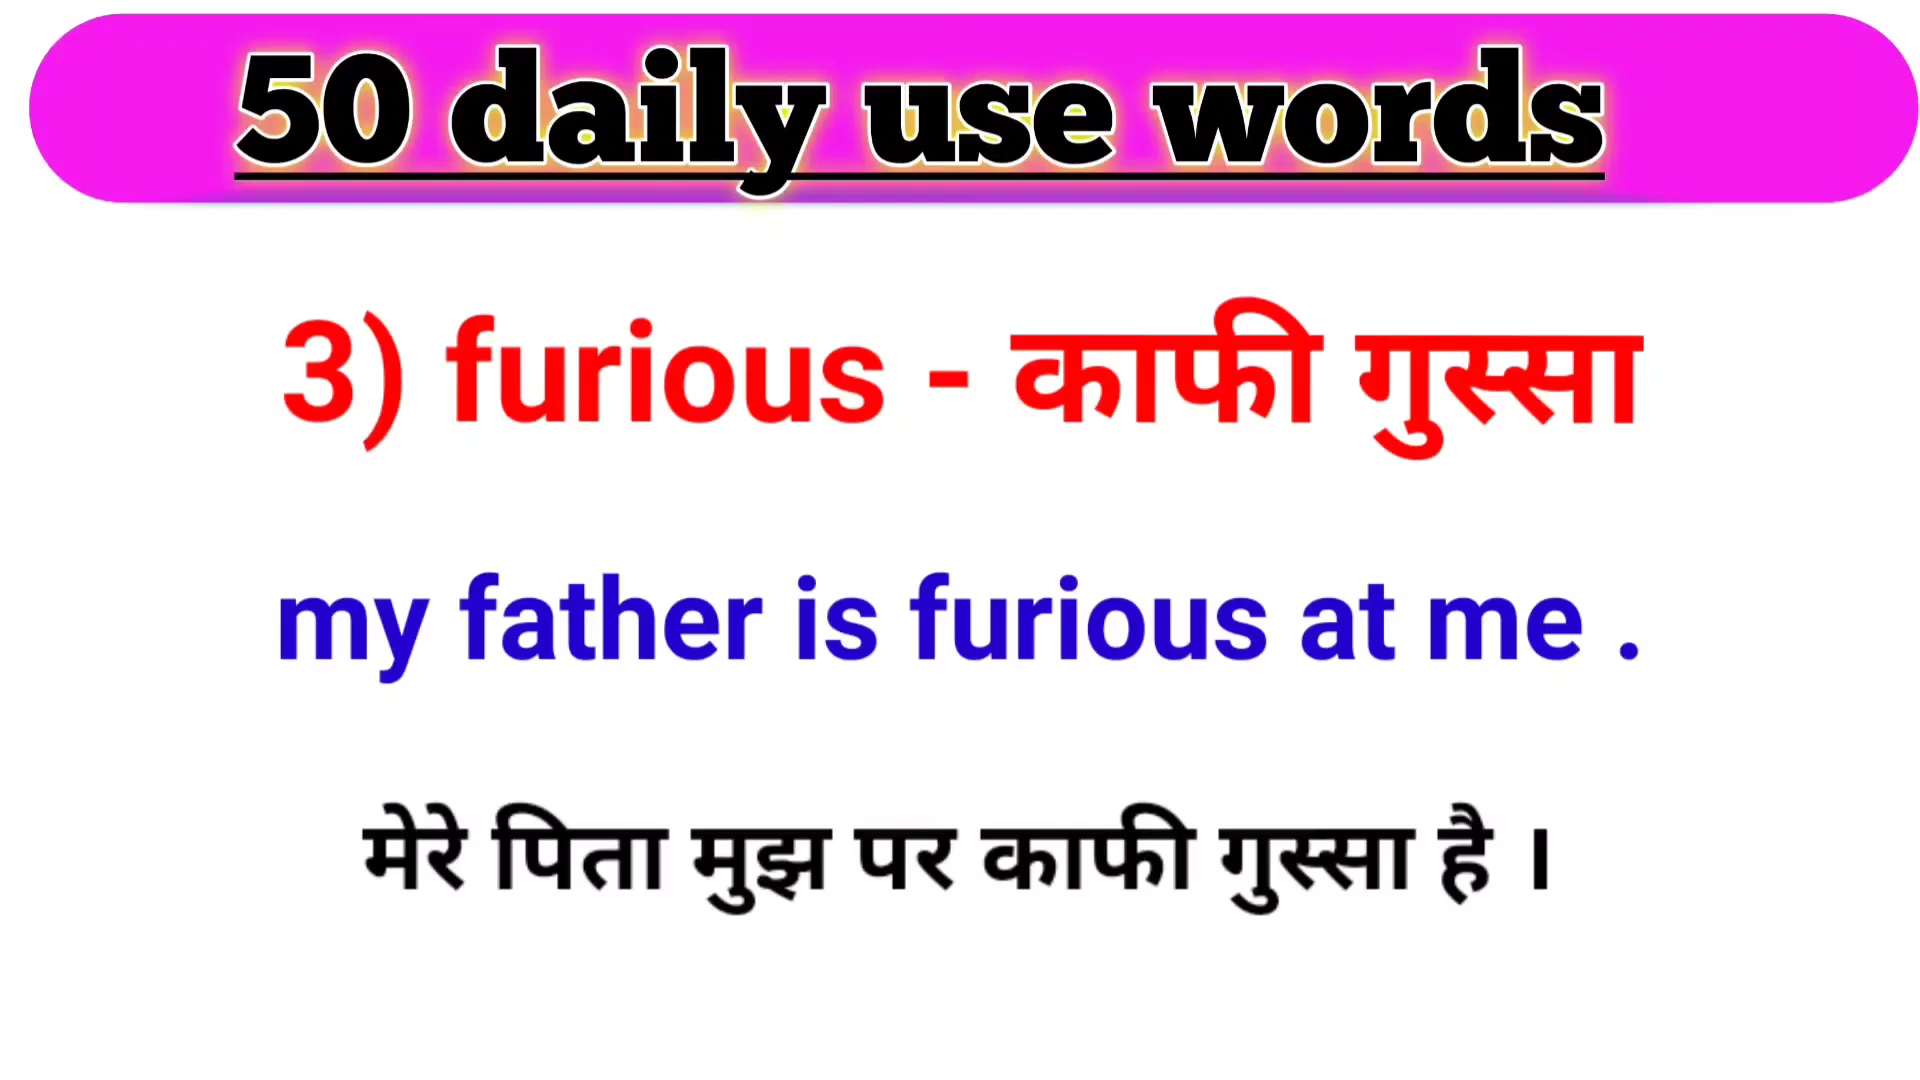 50 daily use words
3) furious - काफी गुस्सा
my father is furious at me .
मेरे पिता मुझ पर काफी गुस्सा है ।